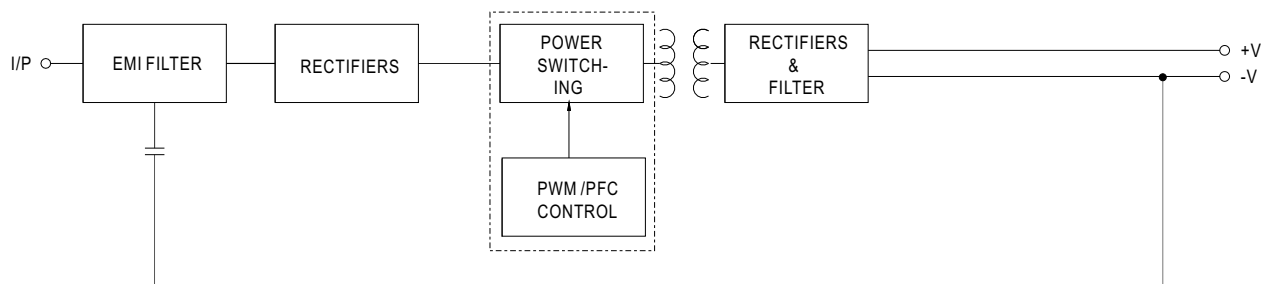 I/P
EMI FILTER
RECTIFIERS
POWER
SWITCH-
ING
PWM/PFC
CONTROL
RECTIFIERS
&
FILTER
+V
-V